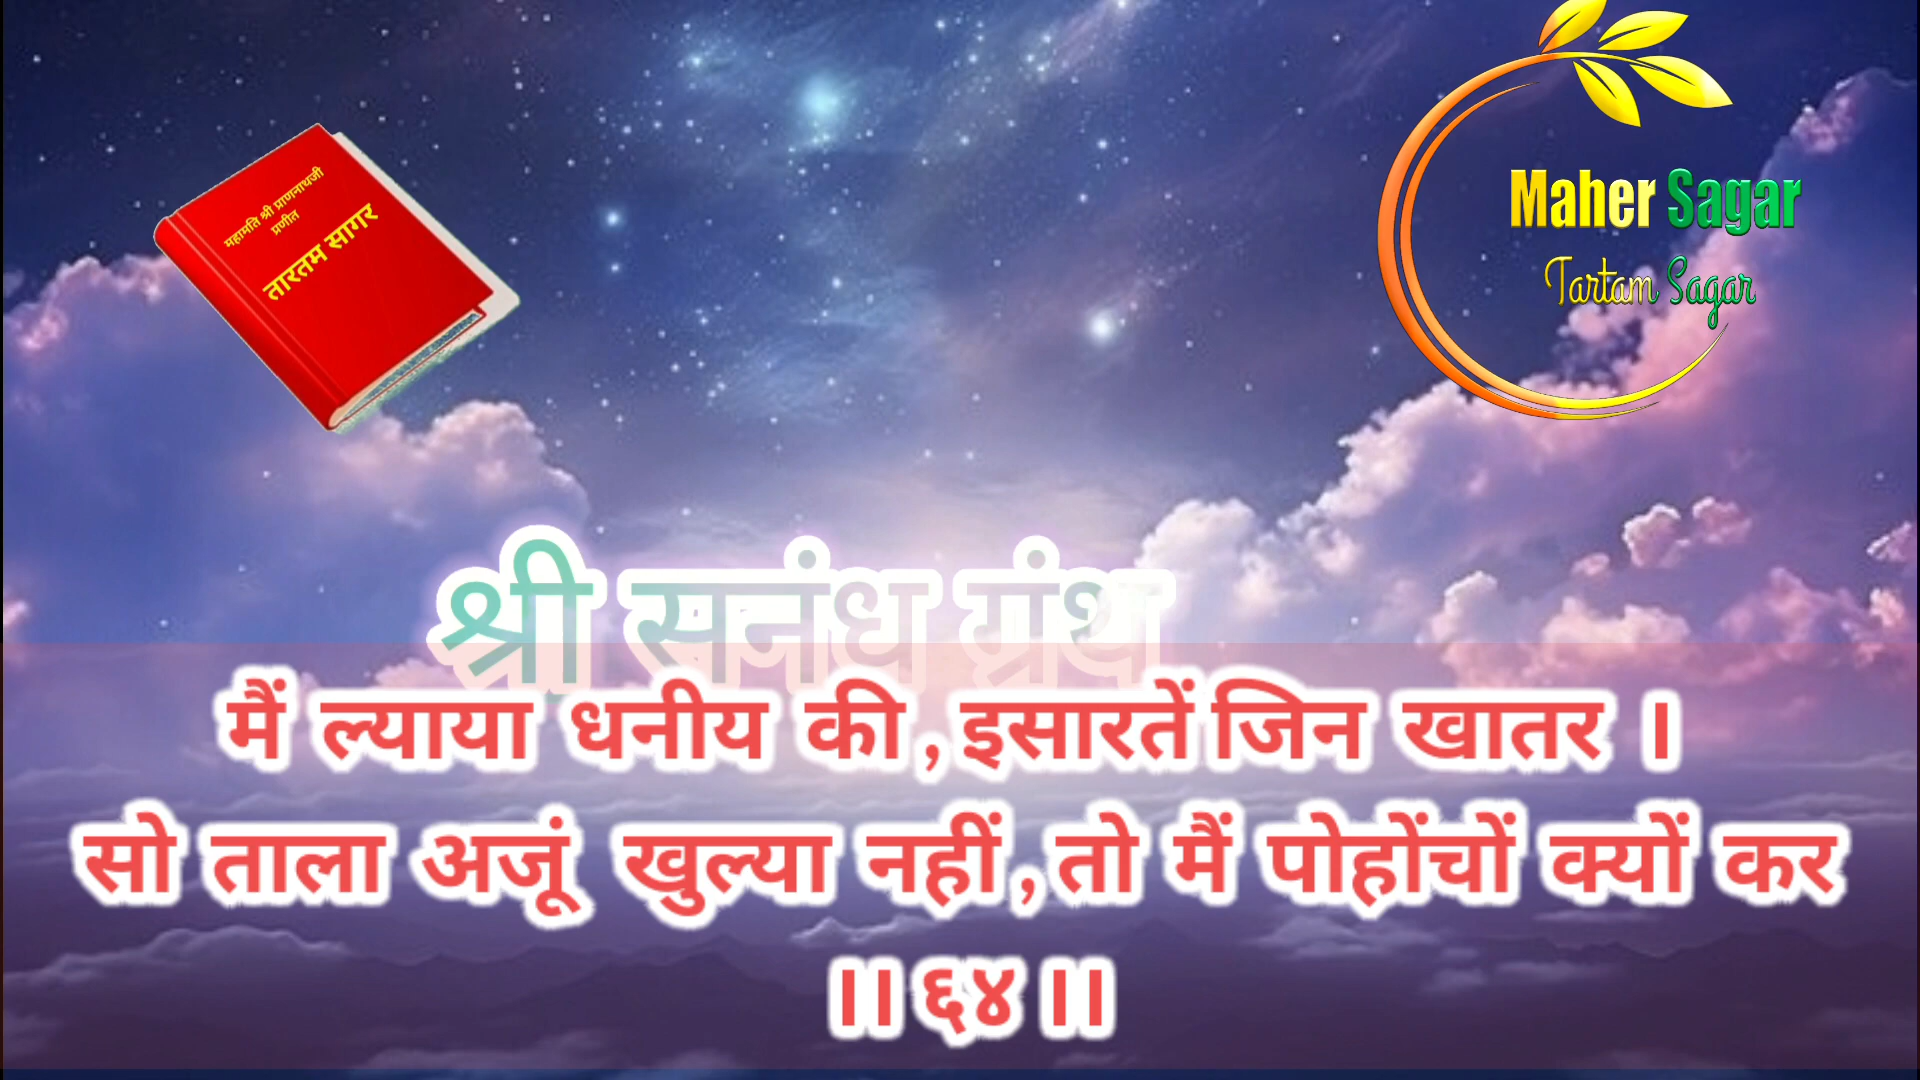 महामति श्री प्राणनाथजी
प्रणीत
तारतम सागर
Maher Sagar
Tartam Sagar
श्री सनंध ग्रंथ
मैं ल्याया धनीय की , इसारतें जिन खातर ।
सो ताला अजूं खुल्या नहीं , तो मैं पोहोंचों क्यों कर
।। ६४ ।।